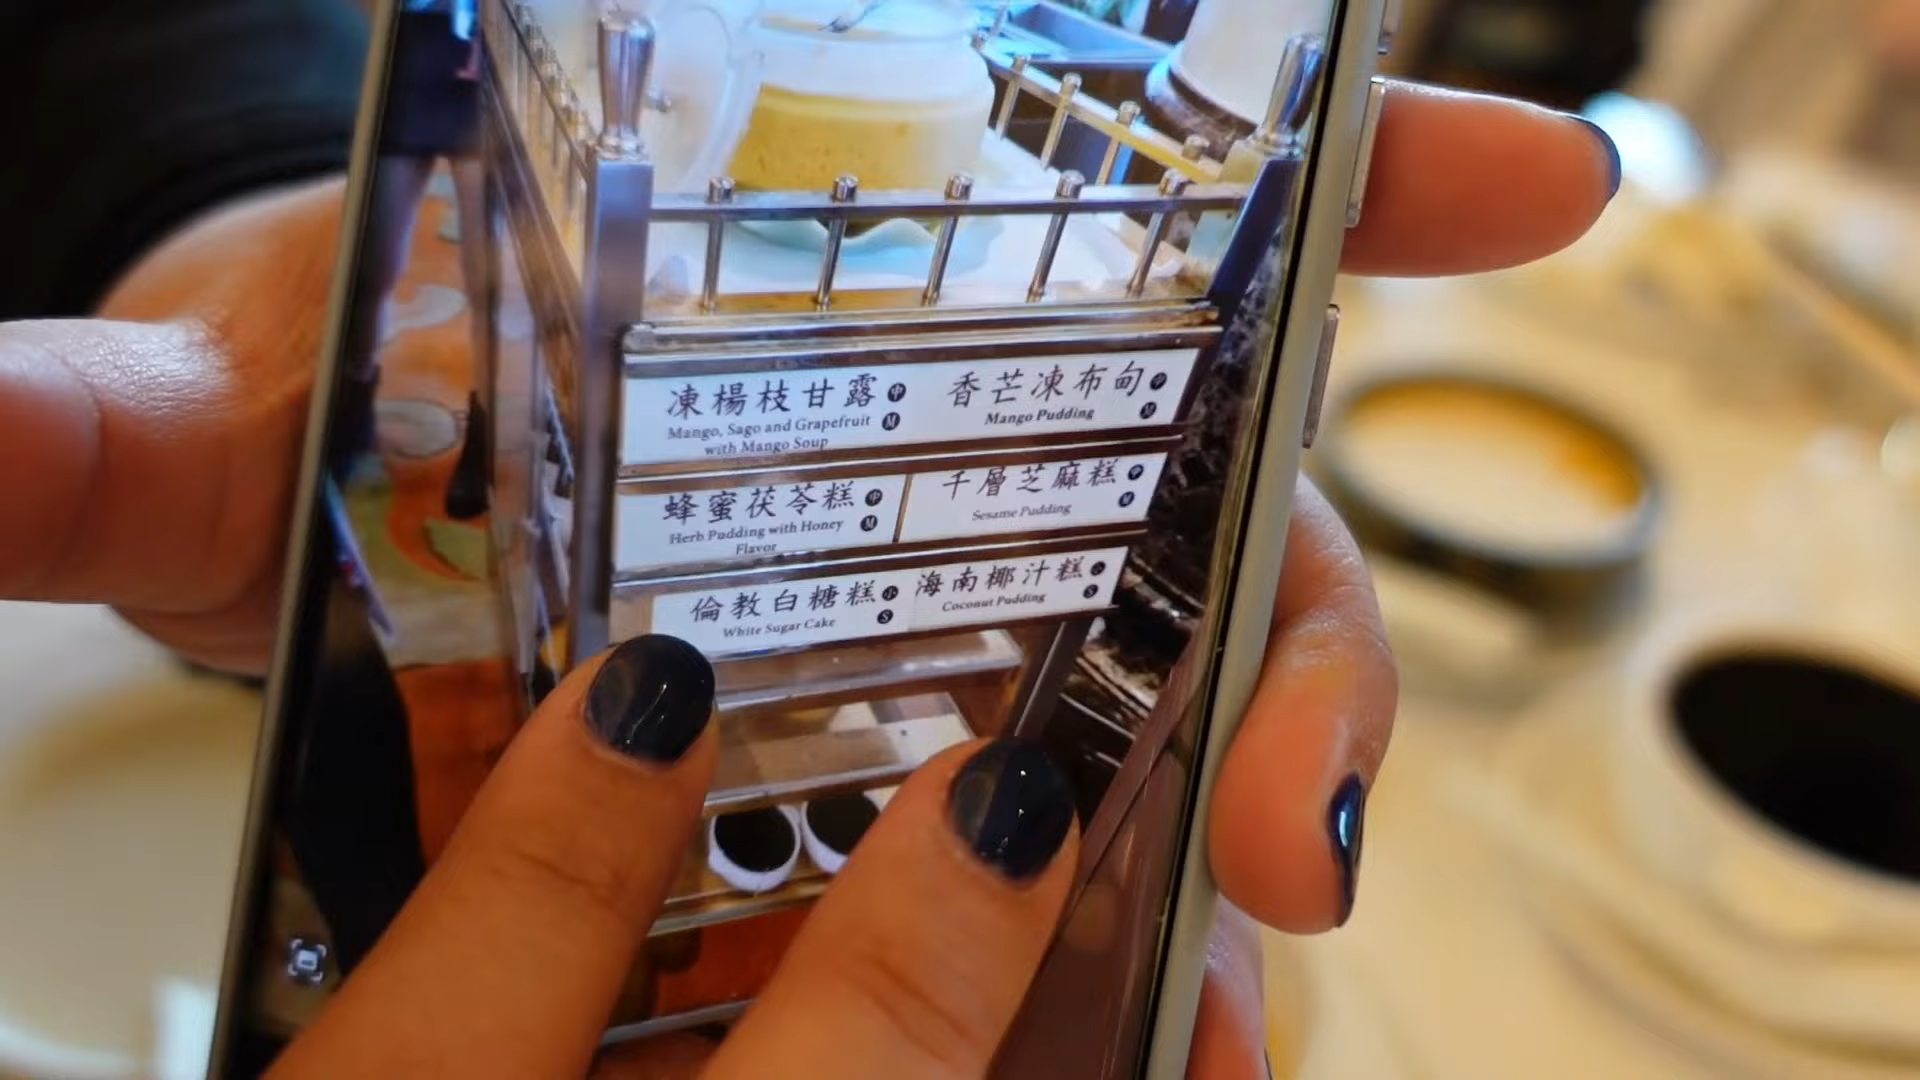 凍楊枝甘露 中
Mango, Sago and Grapefruit M
with Mango Soup
香芒凍布甸 中
Mango Pudding M
蜂蜜茯苓糕 中
Herb Pudding with Honey M
Flavor
千層芝麻糕 中
Sesame Pudding M
倫教白糖糕 小
White Sugar Cake S
海南椰汁糕 小
Coconut Pudding S